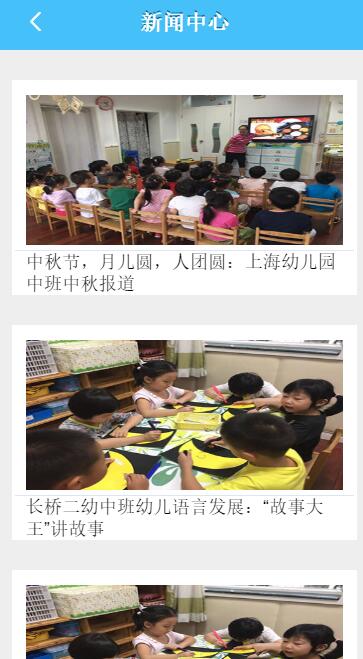 新闻中心
中秋节，月儿圆，人团圆：上海幼儿园
中班中秋报道
长桥二幼中班幼儿语言发展：“故事大
王”讲故事